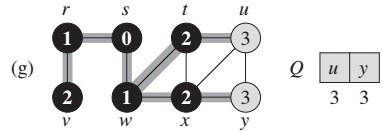 r s t u
1 0 2 3
(g) Q u y
2 1 2 3 3 3
v w x y